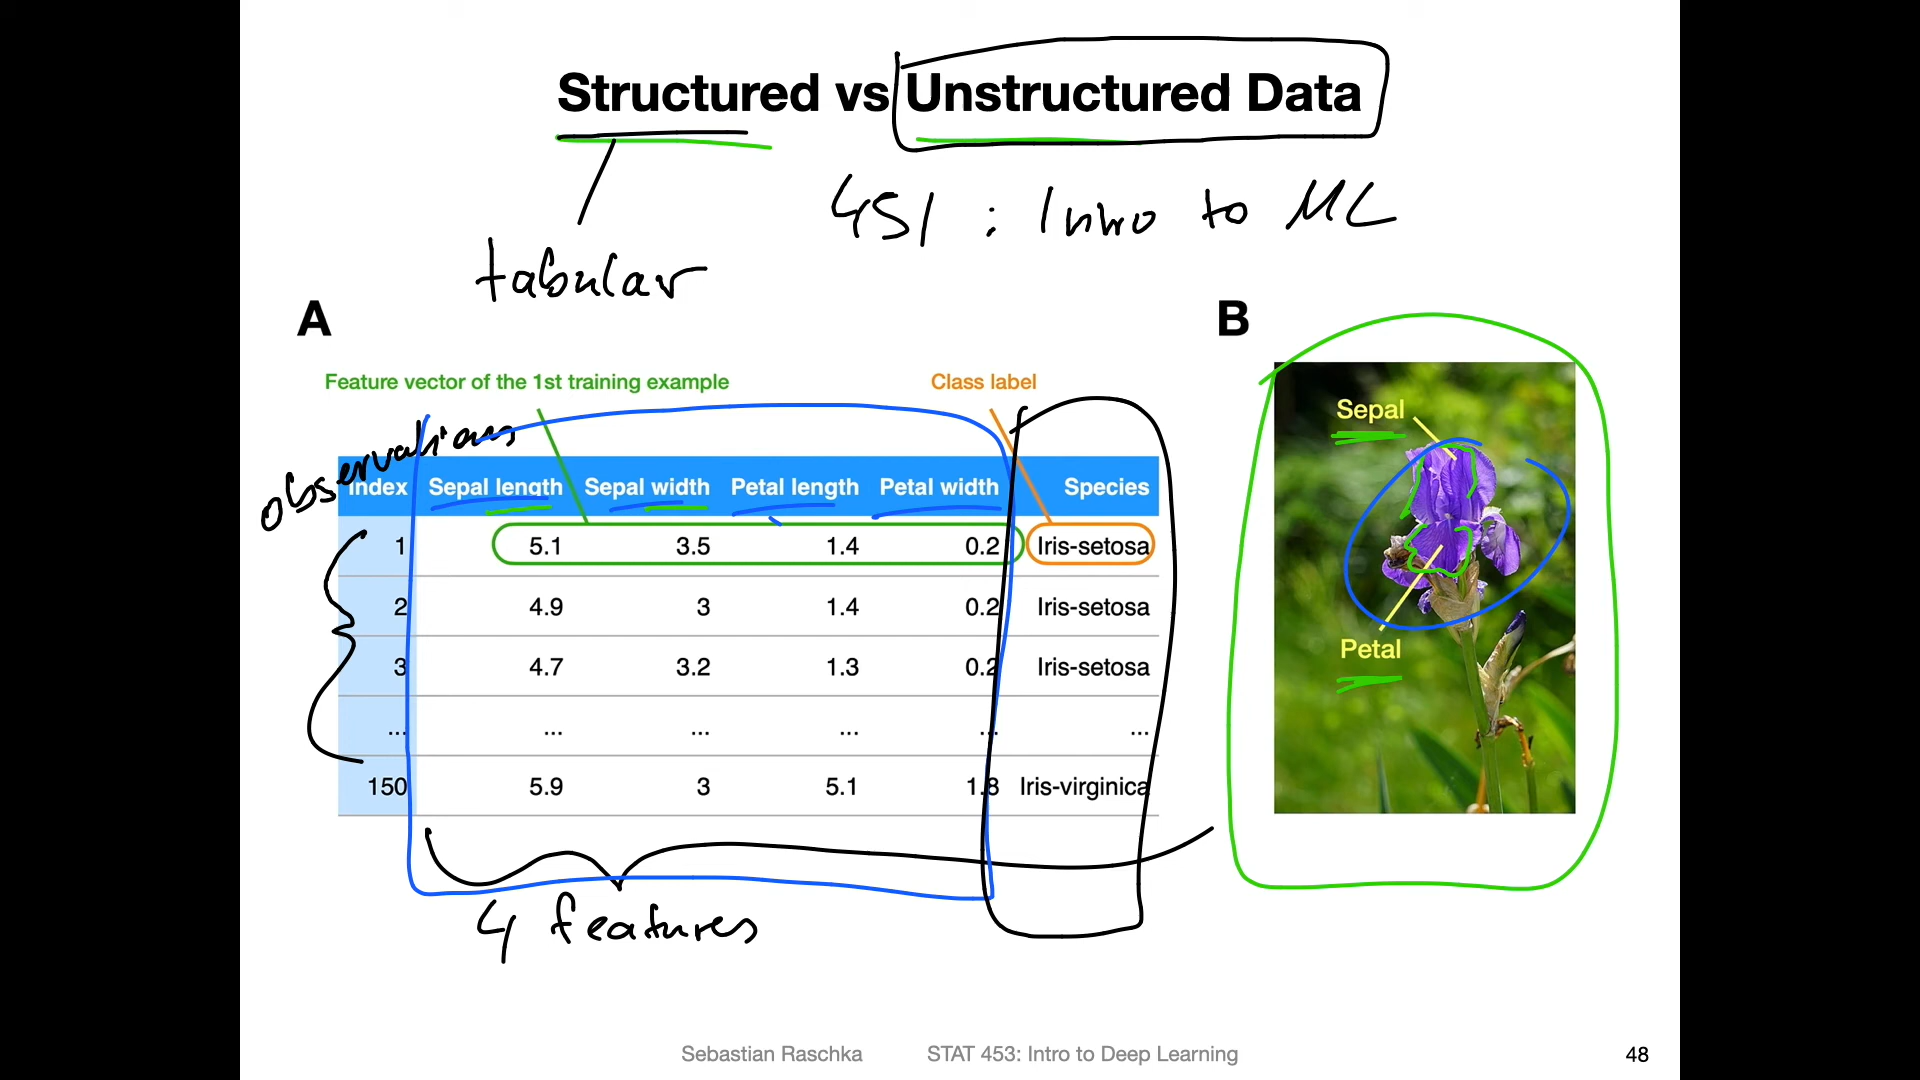 Structured vs Unstructured Data
451 : Intro to ML
tabular
A
B
Feature vector of the 1st training example
Class label
observations
Index Sepal length Sepal width Petal length Petal width Species
1 5.1 3.5 1.4 0.2 Iris-setosa
2 4.9 3 1.4 0.2 Iris-setosa
3 4.7 3.2 1.3 0.2 Iris-setosa
... ... ... ... ... ...
150 5.9 3 5.1 1.8 Iris-virginica
4 features
Sepal
Petal
Sebastian Raschka STAT 453: Intro to Deep Learning 48